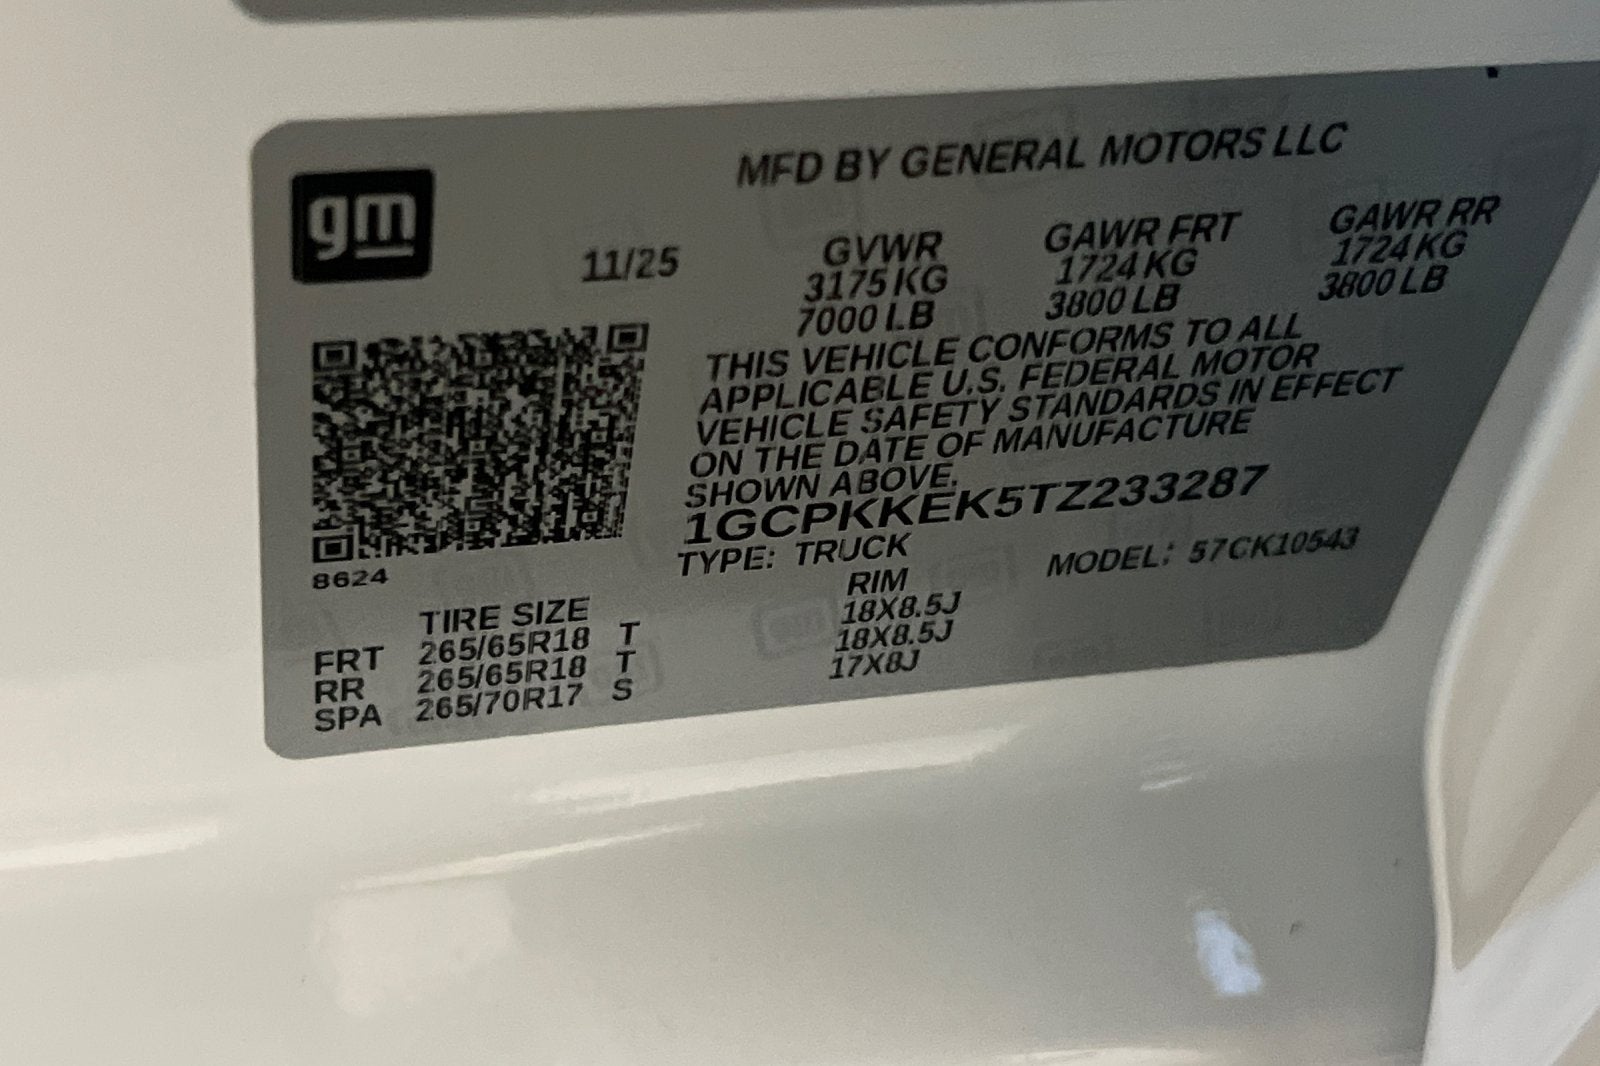 gm
MFD BY GENERAL MOTORS LLC
11/25
GVWR GAWR FRT GAWR RR
3175 KG 1724 KG 1724 KG
7000 LB 3800 LB 3800 LB
THIS VEHICLE CONFORMS TO ALL
APPLICABLE U.S. FEDERAL MOTOR
VEHICLE SAFETY STANDARDS IN EFFECT
ON THE DATE OF MANUFACTURE
SHOWN ABOVE.
1GCPKKEK5TZ233287
TYPE: TRUCK MODEL: 57CK10543
8624
TIRE SIZE RIM
FRT 265/65R18 T 18X8.5J
RR 265/65R18 T 18X8.5J
SPA 265/70R17 S 17X8J